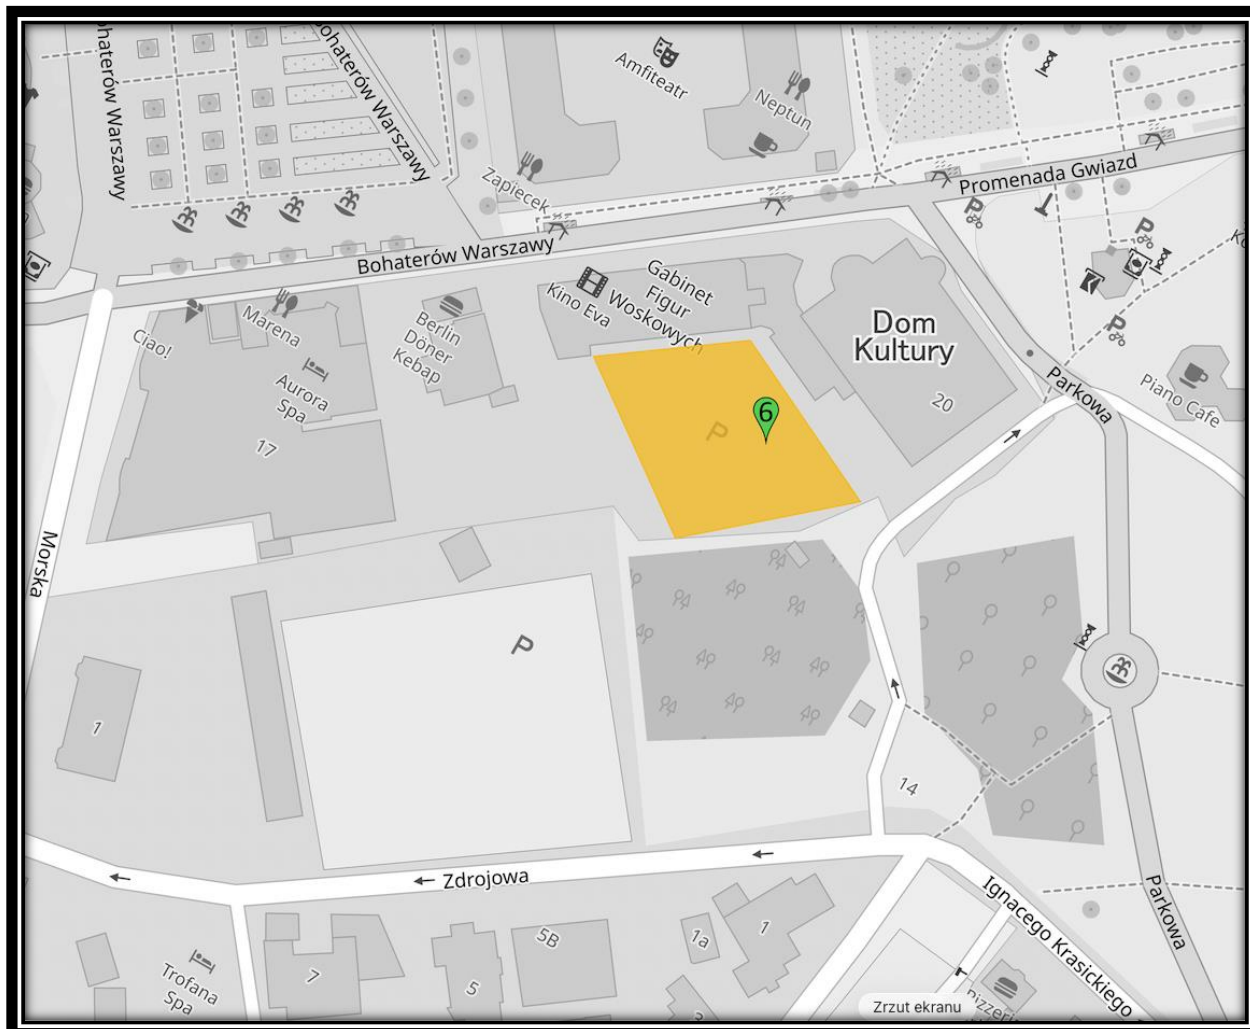 Bohaterów Warszawy
Bohaterów Warszawy
Amfiteatr
Neptun
Zapiecek
Promenada Gwiazd
Bohaterów Warszawy
Ciao!
Marena
Aurora
Spa
17
Berlin
Döner
Kebap
Kino Eva
Gabinet
Figur
Woskowych
Dom
Kultury
20
Parkowa
Piano Cafe
P
6
Morska
P
1
14
Zdrojowa
Ignacego Krasickiego
Parkowa
Trofana
Spa
7
5
5B
1a
1
Zrzut ekranu